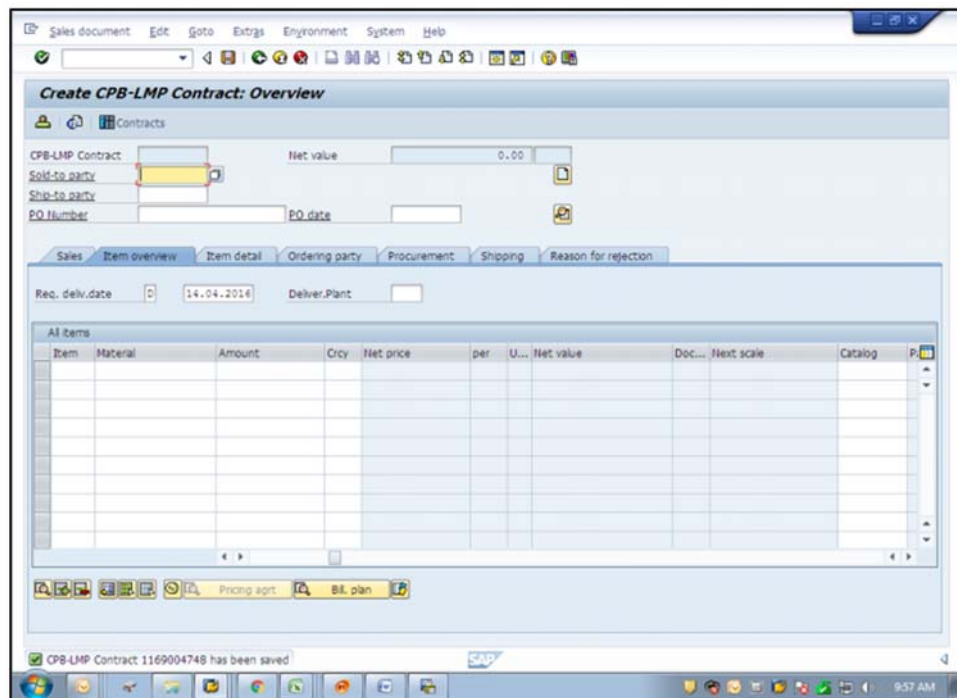 Sales document Edit Goto Extras Environment System Help
Create CPB-LMP Contract: Overview
Contracts
CPB-LMP Contract Net value 0.00
Sold-to party
Ship-to party
PO Number PO date
Sales Item overview Item detail Ordering party Procurement Shipping Reason for rejection
Req. deliv.date D 14.04.2016 Deliver.Plant
All items
Item Material Amount Crcy Net price per U... Net value Doc... Next scale Catalog P.
Pricing agrt Bill. plan
CPB-LMP Contract 1169004748 has been saved SAP
9:57 AM